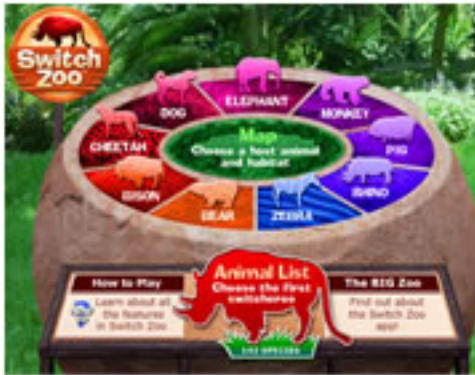 Switch
ZOO
DOG
ELEPHANT
MONKEY
CHEETAH
Map
Choose a host animal
and habitat
PIG
BISON
RHINO
BEAR
ZEBRA
How to Play
Learn about all
the features
in Switch Zoo
Animal List
Choose the first
switcheroo
142 SPECIES
The BIG Zoo
Find out about
the Switch Zoo
app!